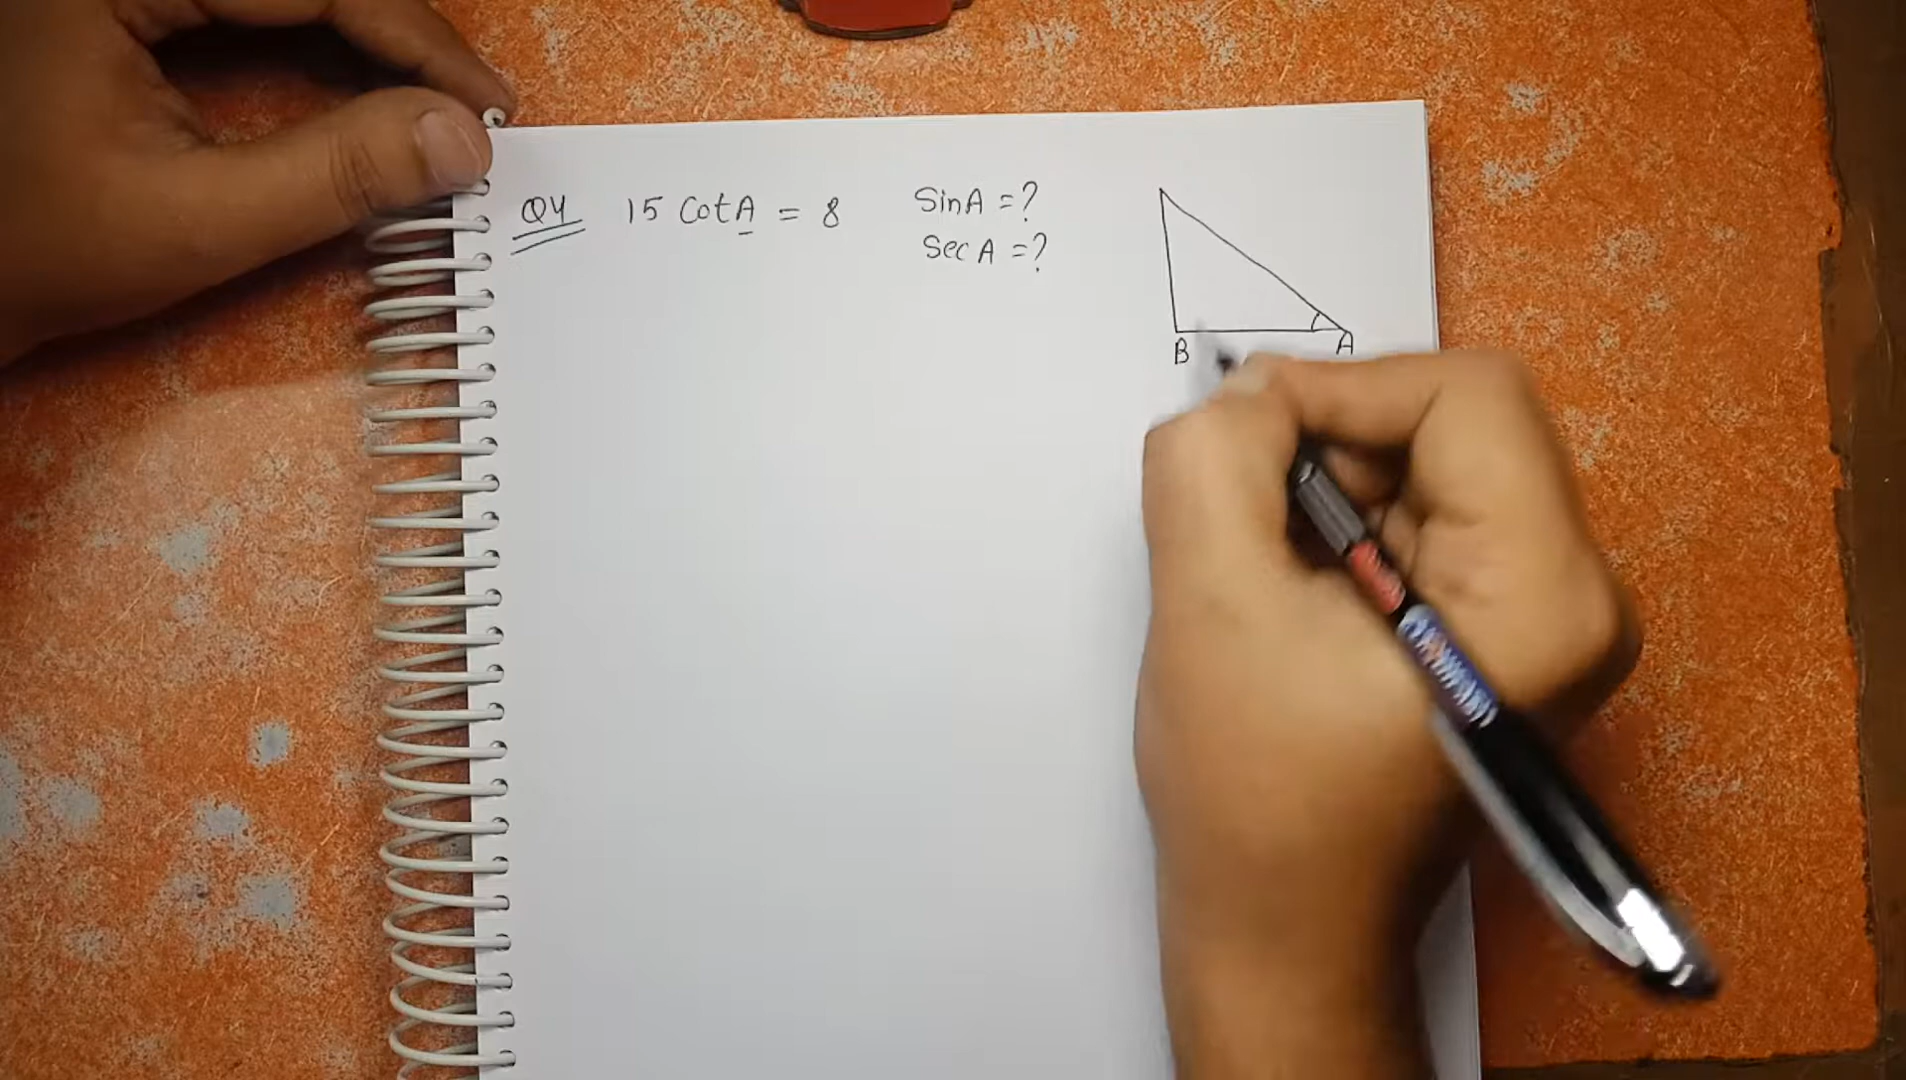 Q4 15 Cot A = 8
Sin A = ?
Sec A = ?
B A